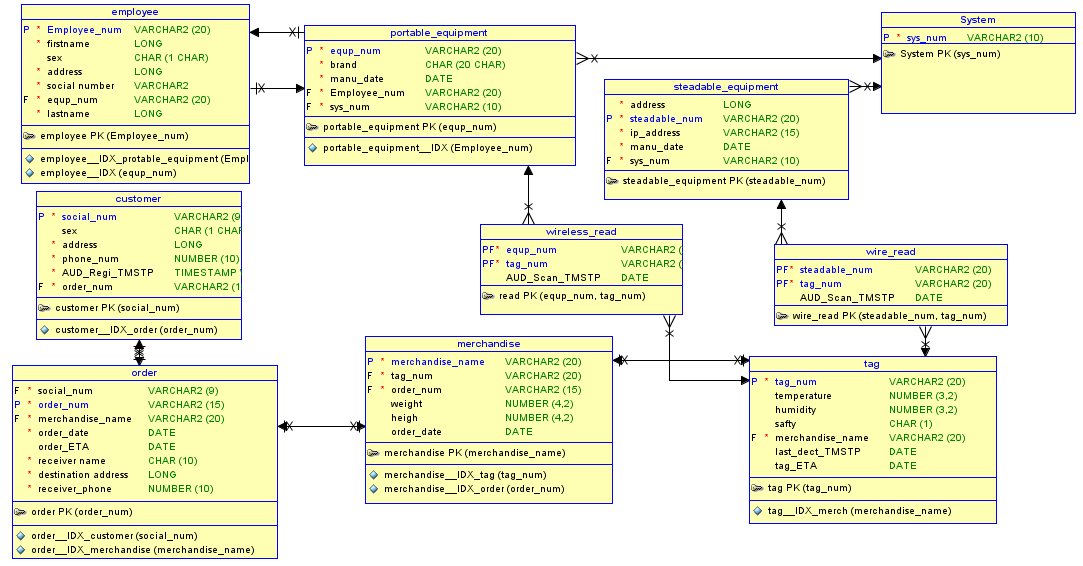 employee
P * Employee_num VARCHAR2 (20)
* firstname LONG
sex CHAR (1 CHAR)
* address LONG
* social number VARCHAR2
F * equp_num VARCHAR2 (20)
* lastname LONG
employee PK (Employee_num)
employee__IDX_protable_equipment (Empl
employee__IDX (equp_num)
portable_equipment
P * equp_num VARCHAR2 (20)
* brand CHAR (20 CHAR)
* manu_date DATE
F * Employee_num VARCHAR2 (20)
F * sys_num VARCHAR2 (10)
portable_equipment PK (equp_num)
portable_equipment__IDX (Employee_num)
System
P * sys_num VARCHAR2 (10)
System PK (sys_num)
steadable_equipment
* address LONG
P * steadable_num VARCHAR2 (20)
* ip_address VARCHAR2 (15)
* manu_date DATE
F * sys_num VARCHAR2 (10)
steadable_equipment PK (steadable_num)
customer
P * social_num VARCHAR2 (9
sex CHAR (1 CHAR
* address LONG
* phone_num NUMBER (10)
* AUD_Regi_TMSTP TIMESTAMP
F * order_num VARCHAR2 (1
customer PK (social_num)
customer__IDX_order (order_num)
wireless_read
PF * equp_num VARCHAR2 (
PF * tag_num VARCHAR2 (
AUD_Scan_TMSTP DATE
read PK (equp_num, tag_num)
wire_read
PF * steadable_num VARCHAR2 (20)
PF * tag_num VARCHAR2 (20)
AUD_Scan_TMSTP DATE
wire_read PK (steadable_num, tag_num)
order
F * social_num VARCHAR2 (9)
P * order_num VARCHAR2 (15)
F * merchandise_name VARCHAR2 (20)
* order_date DATE
order_ETA DATE
* receiver name CHAR (10)
* destination address LONG
* receiver_phone NUMBER (10)
order PK (order_num)
order__IDX_customer (social_num)
order__IDX_merchandise (merchandise_name)
merchandise
P * merchandise_name VARCHAR2 (20)
F * tag_num VARCHAR2 (20)
F * order_num VARCHAR2 (15)
weight NUMBER (4,2)
heigh NUMBER (4,2)
order_date DATE
merchandise PK (merchandise_name)
merchandise__IDX_tag (tag_num)
merchandise__IDX_order (order_num)
tag
P * tag_num VARCHAR2 (20)
temperature NUMBER (3,2)
humidity NUMBER (3,2)
safty CHAR (1)
F * merchandise_name VARCHAR2 (20)
last_dect_TMSTP DATE
tag_ETA DATE
tag PK (tag_num)
tag__IDX_merch (merchandise_name)